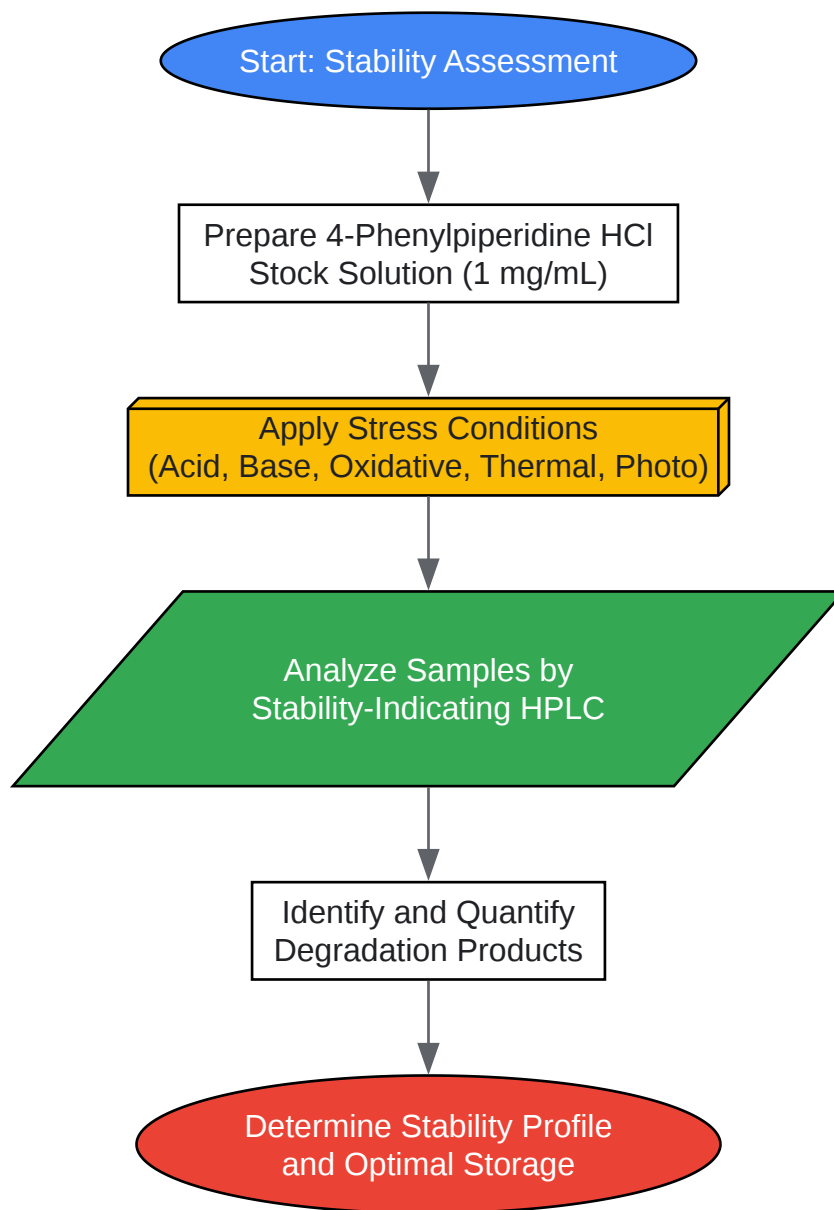 Start: Stability Assessment
Prepare 4-Phenylpiperidine HCl
Stock Solution (1 mg/mL)
Apply Stress Conditions
(Acid, Base, Oxidative, Thermal, Photo)
Analyze Samples by
Stability-Indicating HPLC
Identify and Quantify
Degradation Products
Determine Stability Profile
and Optimal Storage